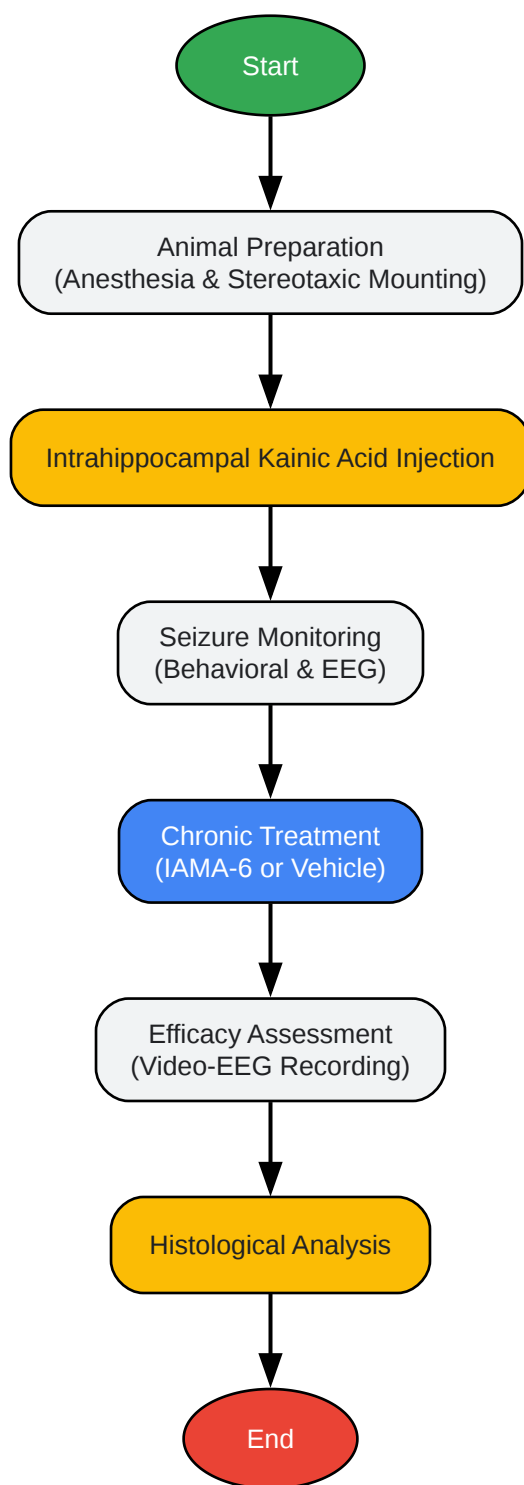 Start
Animal Preparation
(Anesthesia & Stereotaxic Mounting)
Intrahippocampal Kainic Acid Injection
Seizure Monitoring
(Behavioral & EEG)
Chronic Treatment
(IAMA-6 or Vehicle)
Efficacy Assessment
(Video-EEG Recording)
Histological Analysis
End